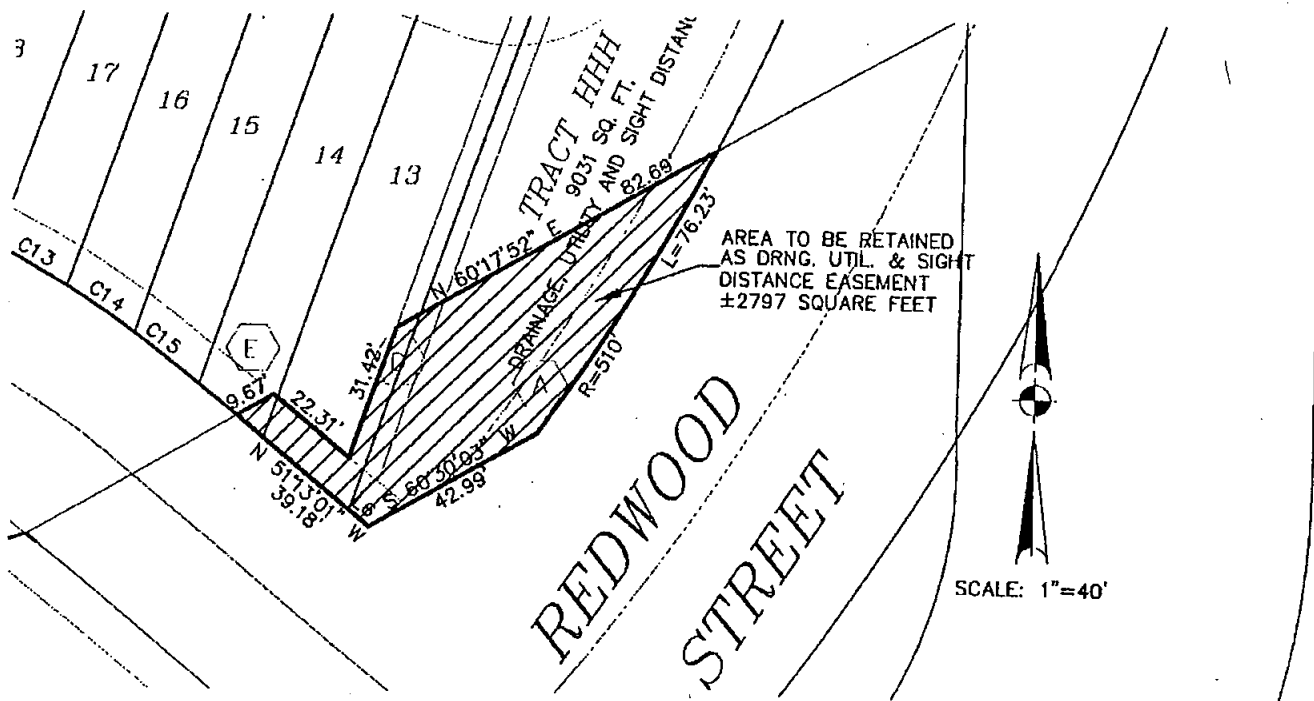 17
16
15
14
13
TRACT HHH
9031 SQ. FT.
DRAINAGE, UTILITY AND SIGHT DISTANC
N 60°17'52" E
82.69'
L=76.23'
R=510'
AREA TO BE RETAINED
AS DRNG. UTIL. & SIGHT
DISTANCE EASEMENT
±2797 SQUARE FEET
C13
C14
C15
E
9.67'
22.31'
31.42'
D
A
S 60°30'03" W
42.99'
N 51°13'01" W
39.18'
REDWOOD
STREET
SCALE: 1"=40'